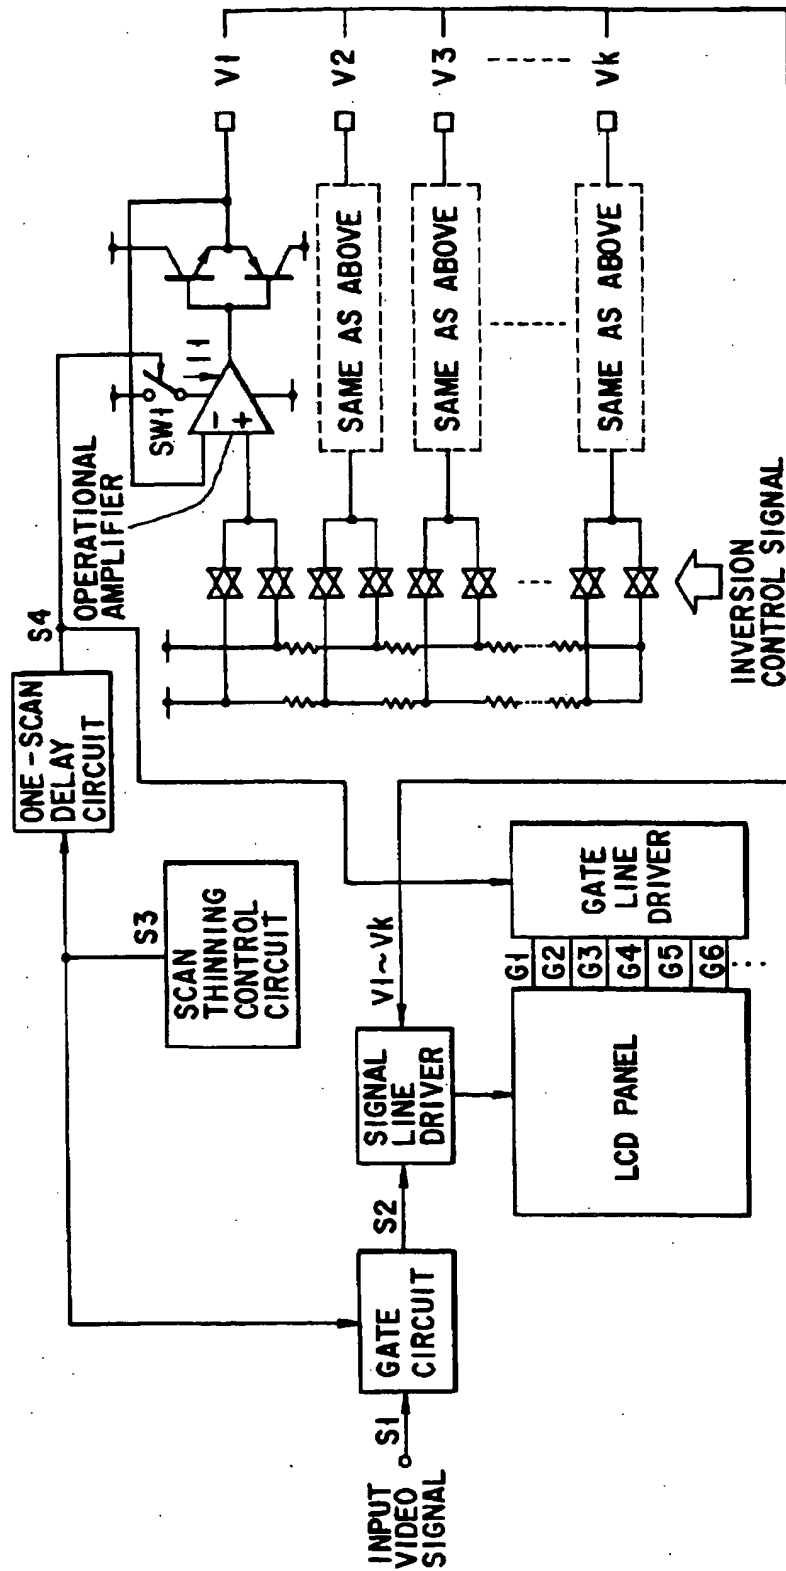 INPUT
VIDEO
SIGNAL
S1
GATE
CIRCUIT
S2
SIGNAL
LINE
DRIVER
V1~Vk
LCD PANEL
G1
G2
G3
G4
G5
G6
GATE
LINE
DRIVER
SCAN
THINNING
CONTROL
CIRCUIT
S3
ONE-SCAN
DELAY
CIRCUIT
S4
OPERATIONAL
AMPLIFIER
SW1
I1
−
+
V1
SAME AS ABOVE
V2
SAME AS ABOVE
V3
SAME AS ABOVE
Vk
INVERSION
CONTROL SIGNAL